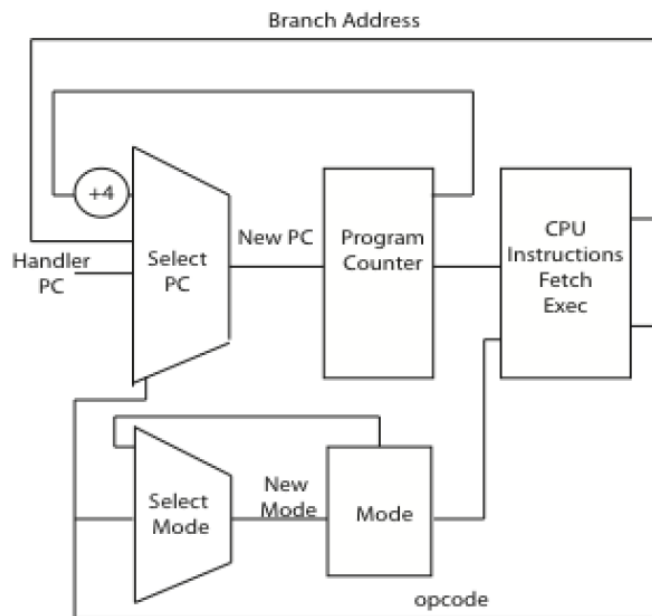 Branch Address
+4
Handler
PC
Select
PC
New PC
Program
Counter
CPU
Instructions
Fetch
Exec
Select
Mode
New
Mode
Mode
opcode